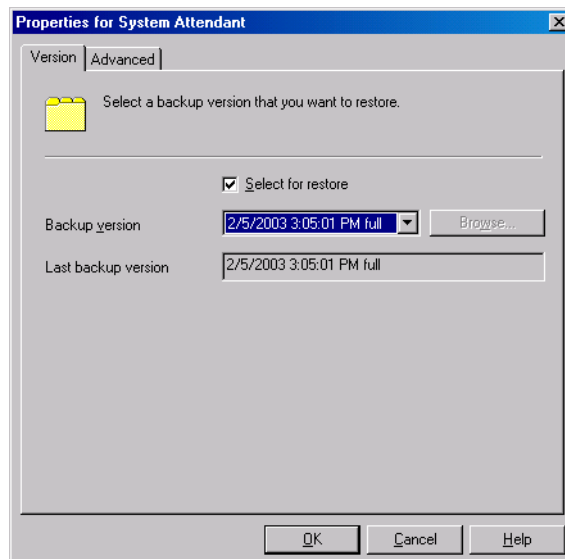 Properties for System Attendant
Version
Advanced
Select a backup version that you want to restore.
Select for restore
Backup version
2/5/2003 3:05:01 PM full
Browse...
Last backup version
2/5/2003 3:05:01 PM full
OK
Cancel
Help